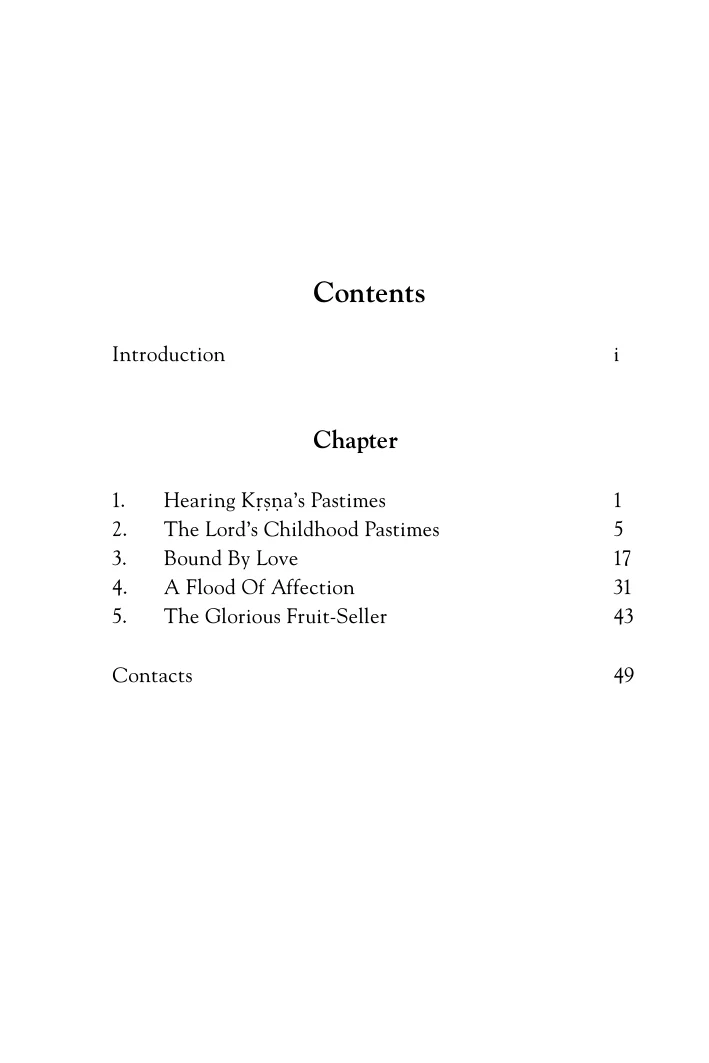 Contents
Introduction i
Chapter
1. Hearing Kṛṣṇa’s Pastimes 1
2. The Lord’s Childhood Pastimes 5
3. Bound By Love 17
4. A Flood Of Affection 31
5. The Glorious Fruit-Seller 43
Contacts 49